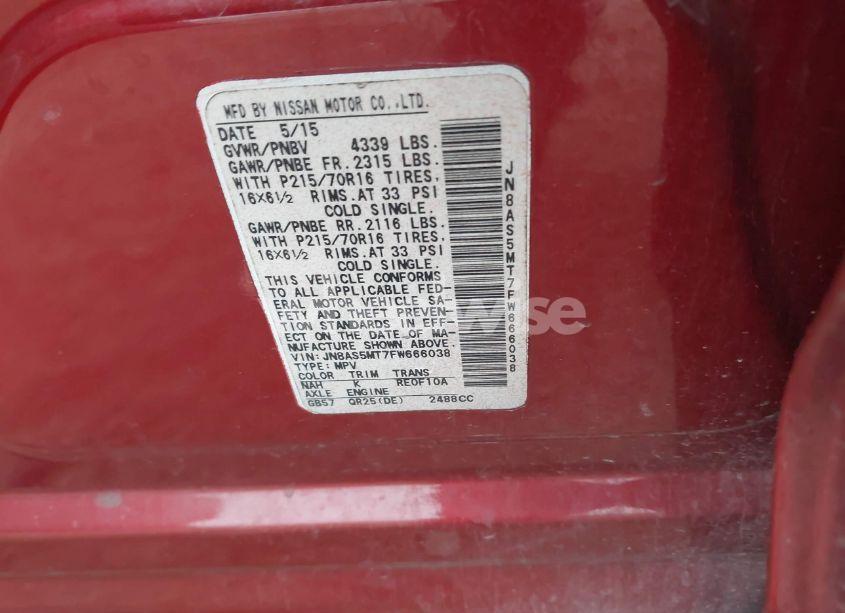 MFD BY NISSAN MOTOR CO.,LTD.
DATE 5/15
GVWR/PNBV 4339 LBS.
GAWR/PNBE FR. 2315 LBS.
WITH P215/70R16 TIRES,
16X6½ RIMS.AT 33 PSI
COLD SINGLE.
GAWR/PNBE RR. 2116 LBS.
WITH P215/70R16 TIRES,
16X6½ RIMS.AT 33 PSI
COLD SINGLE.
THIS VEHICLE CONFORMS
TO ALL APPLICABLE FED-
ERAL MOTOR VEHICLE SA-
FETY AND THEFT PREVEN-
TION STANDARDS IN EFF-
ECT ON THE DATE OF MA-
NUFACTURE SHOWN ABOVE.
VIN: JN8AS5MT7FW666038
TYPE: MPV
COLOR TRIM TRANS
NAH K RE0F10A
AXLE ENGINE
GB57 QR25(DE) 2488CC
JN8AS5MT7FW666038